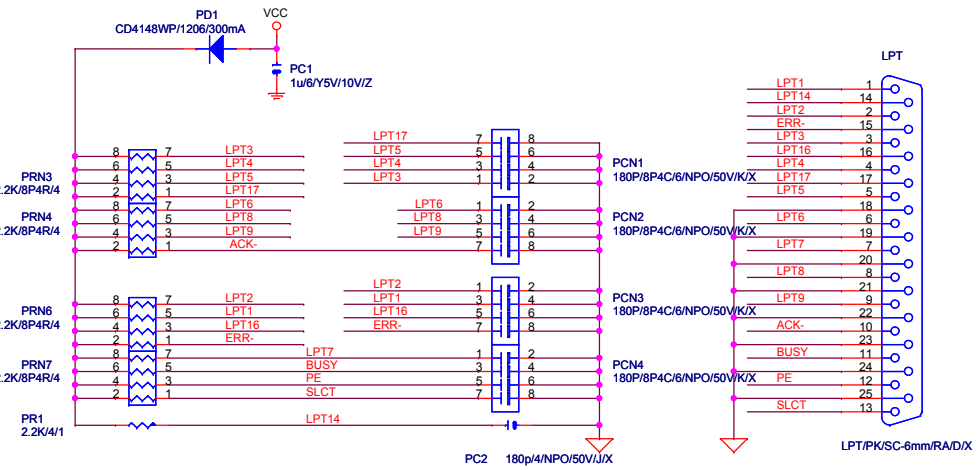 PD1
VCC
CD4148WP/1206/300mA
PC1
1u/6/Y5V/10V/Z
LPT
PRN3
2.2K/8P4R/4
8 7 LPT3
6 5 LPT4
4 3 LPT5
2 1 LPT17
PRN4
2.2K/8P4R/4
8 7 LPT6
6 5 LPT8
4 3 LPT9
2 1 ACK-
LPT17 7 8
LPT5 5 6
LPT4 3 4
LPT3 1 2
PCN1
180P/8P4C/6/NPO/50V/K/X
LPT6 1 2
LPT8 3 4
LPT9 5 6
7 8
PCN2
180P/8P4C/6/NPO/50V/K/X
PRN6
2.2K/8P4R/4
8 7 LPT2
6 5 LPT1
4 3 LPT16
2 1 ERR-
LPT2 1 2
LPT1 3 4
LPT16 5 6
ERR- 7 8
PCN3
180P/8P4C/6/NPO/50V/K/X
PRN7
2.2K/8P4R/4
8 7 LPT7 1 2
6 5 BUSY 3 4
4 3 PE 5 6
2 1 SLCT 7 8
PCN4
180P/8P4C/6/NPO/50V/K/X
PR1
2.2K/4/1
LPT14
PC2 180p/4/NPO/50V/J/X
LPT1 1
LPT14 14
LPT2 2
ERR- 15
LPT3 3
LPT16 16
LPT4 4
LPT17 17
LPT5 5
18
LPT6 6
19
LPT7 7
20
LPT8 8
21
LPT9 9
22
ACK- 10
23
BUSY 11
24
PE 12
25
SLCT 13
LPT/PK/SC-6mm/RA/D/X